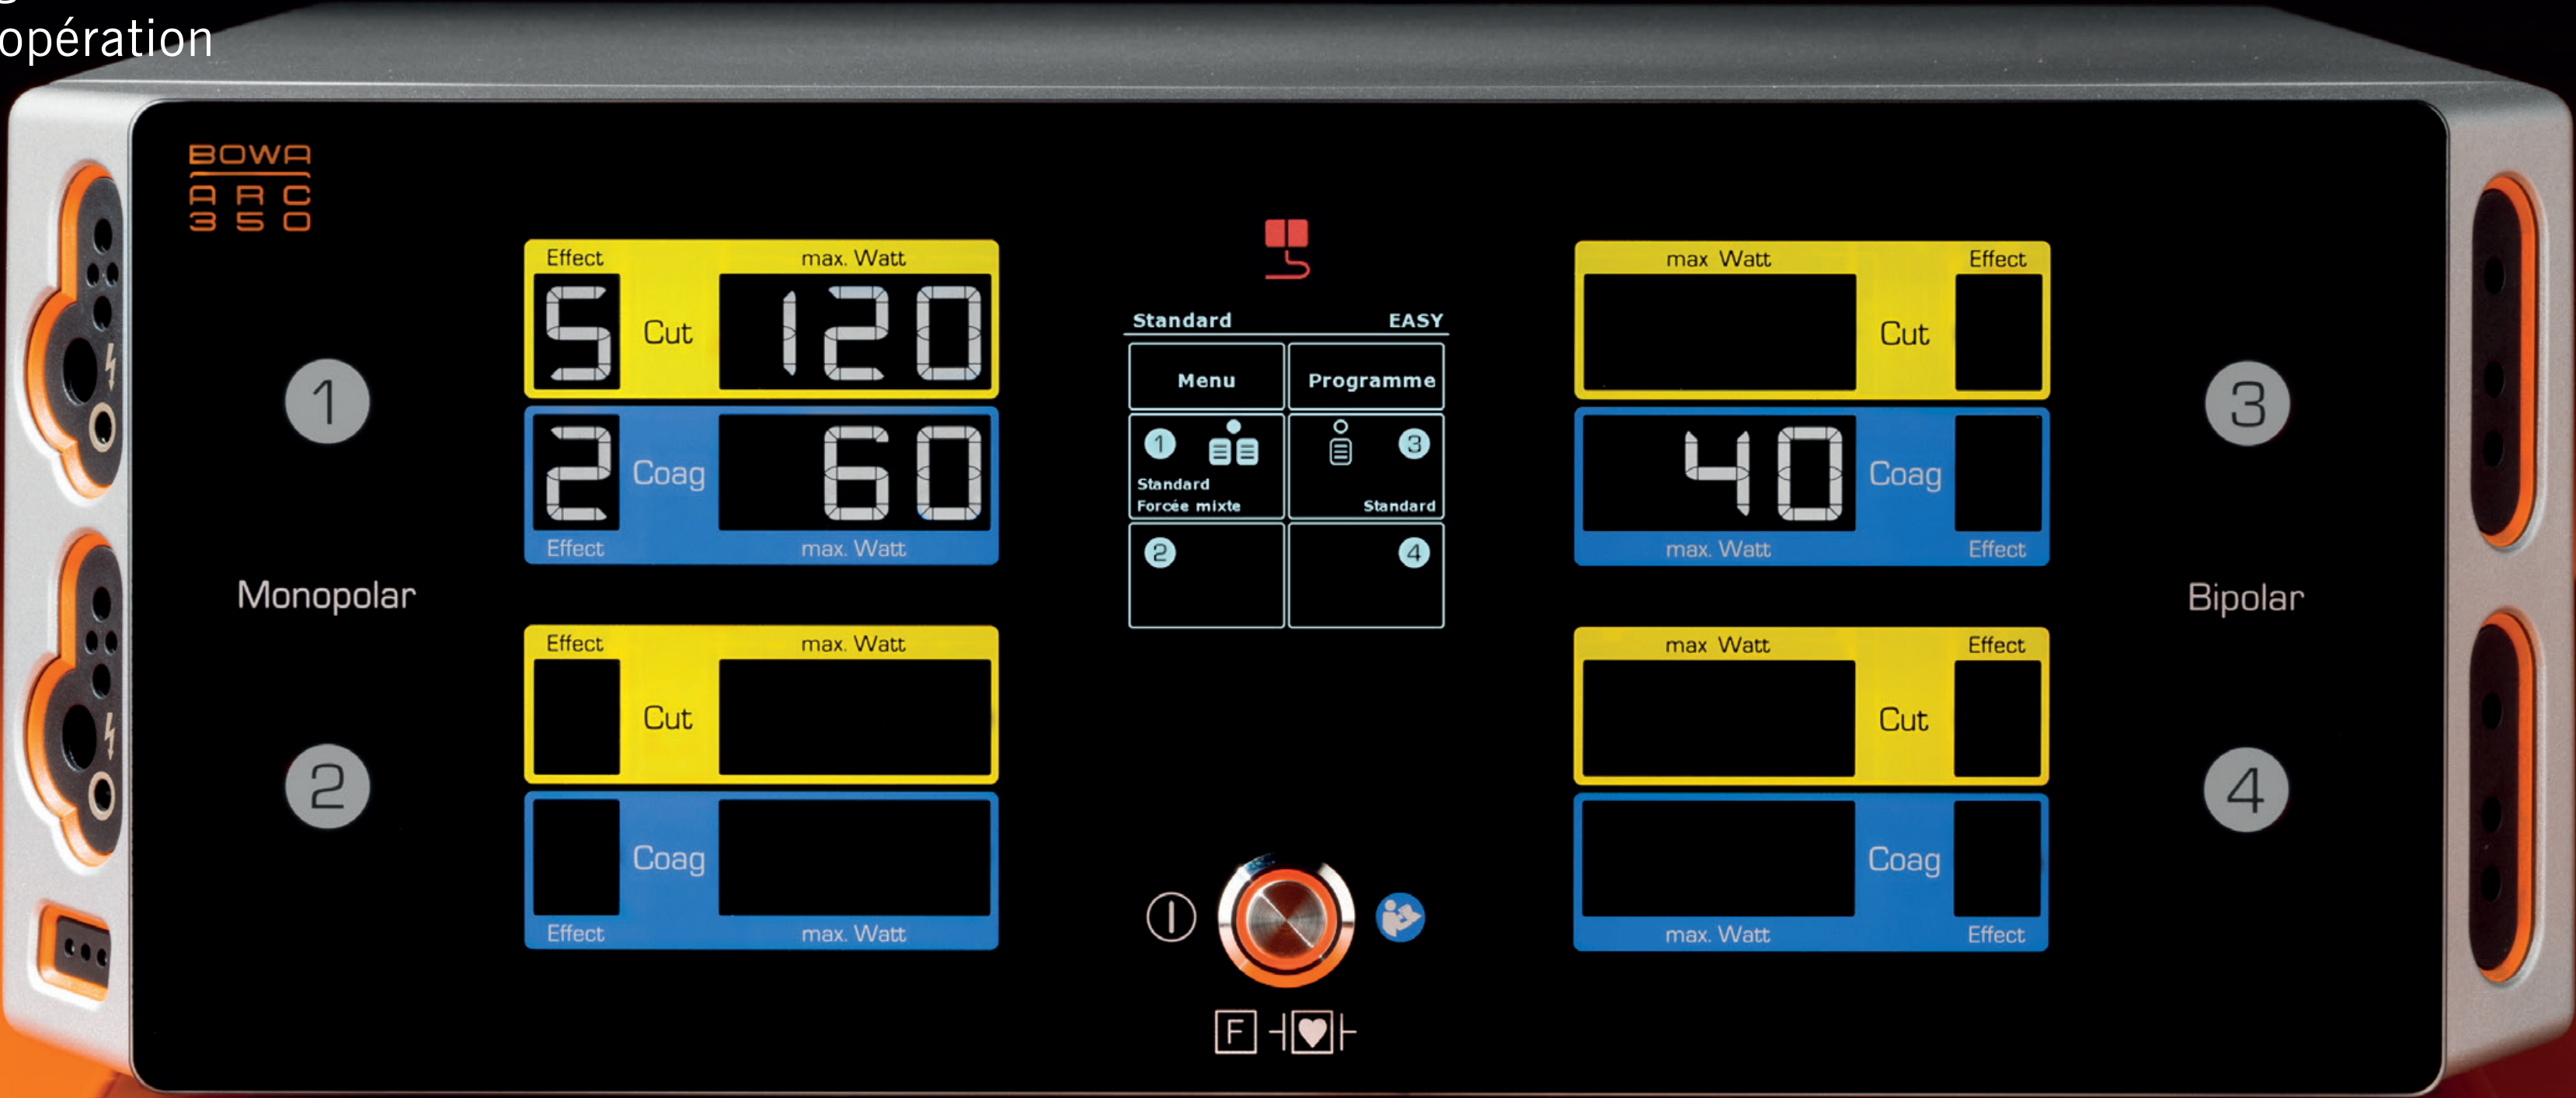 opération
BOWA
ARC
350
1
Monopolar
2
Effect max. Watt
5 Cut 120
2 Coag 60
Effect max. Watt
Effect max. Watt
Cut
Coag
Effect max. Watt
Standard EASY
Menu Programme
1 3
Standard
Forcée mixte Standard
2 4
F
max Watt Effect
Cut
40 Coag
max. Watt Effect
max Watt Effect
Cut
Coag
max. Watt Effect
3
Bipolar
4